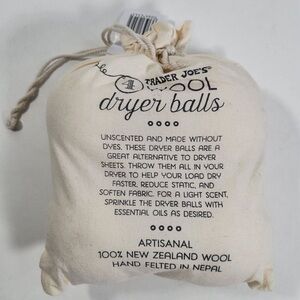 4 TRADER JOE'S
WOOL
dryer balls
UNSCENTED AND MADE WITHOUT
DYES, THESE DRYER BALLS ARE A
GREAT ALTERNATIVE TO DRYER
SHEETS. THROW THEM ALL IN YOUR
DRYER TO HELP YOUR LOAD DRY
FASTER, REDUCE STATIC, AND
SOFTEN FABRIC. FOR A LIGHT SCENT,
SPRINKLE THE DRYER BALLS WITH
ESSENTIAL OILS AS DESIRED.
ARTISANAL
100% NEW ZEALAND WOOL
HAND FELTED IN NEPAL